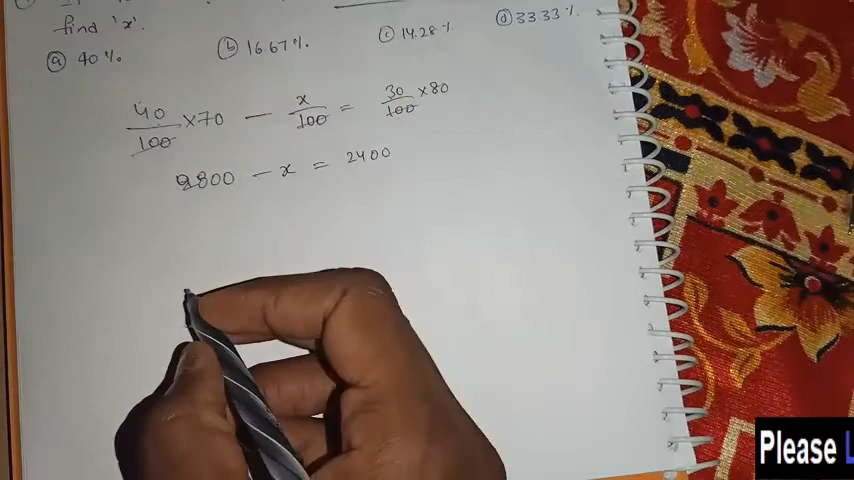 find 'x'.
ⓐ 40% ⓑ 16.67%. ⓒ 14.28% ⓓ 33.33%.
40/100 ×70 — x/100 = 30/100 ×80
2800 — x = 2400
Please